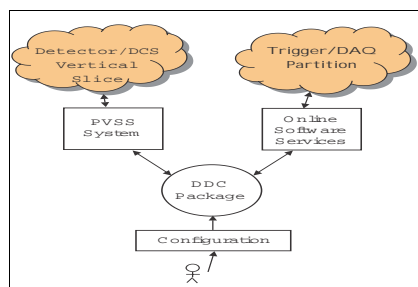 Detector/DCS
Vertical
Slice
Trigger/DAQ
Partition
PVSS
System
Online
Software
Services
DDC
Package
Configuration